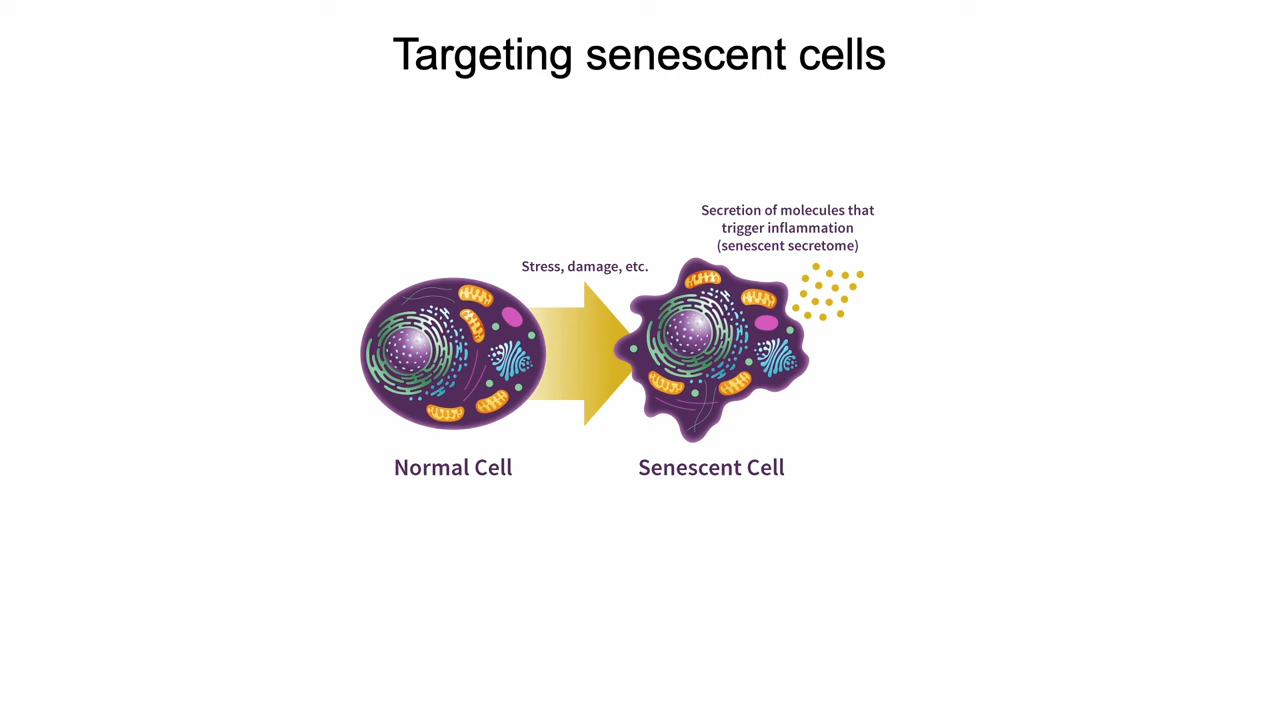 Targeting senescent cells
Secretion of molecules that
trigger inflammation
(senescent secretome)
Stress, damage, etc.
Normal Cell
Senescent Cell